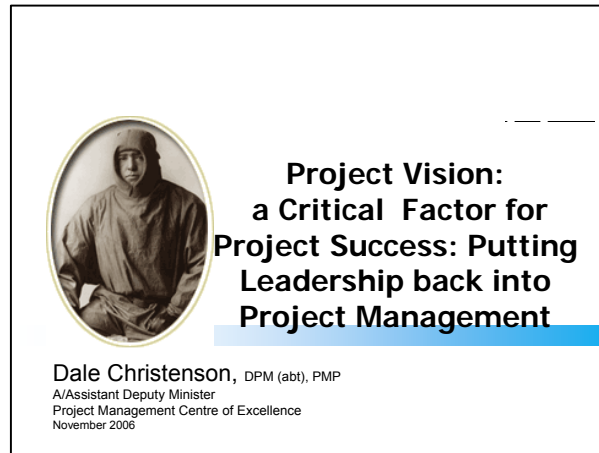 Project Vision:
a Critical Factor for
Project Success: Putting
Leadership back into
Project Management
Dale Christenson, DPM (abt), PMP
A/Assistant Deputy Minister
Project Management Centre of Excellence
November 2006